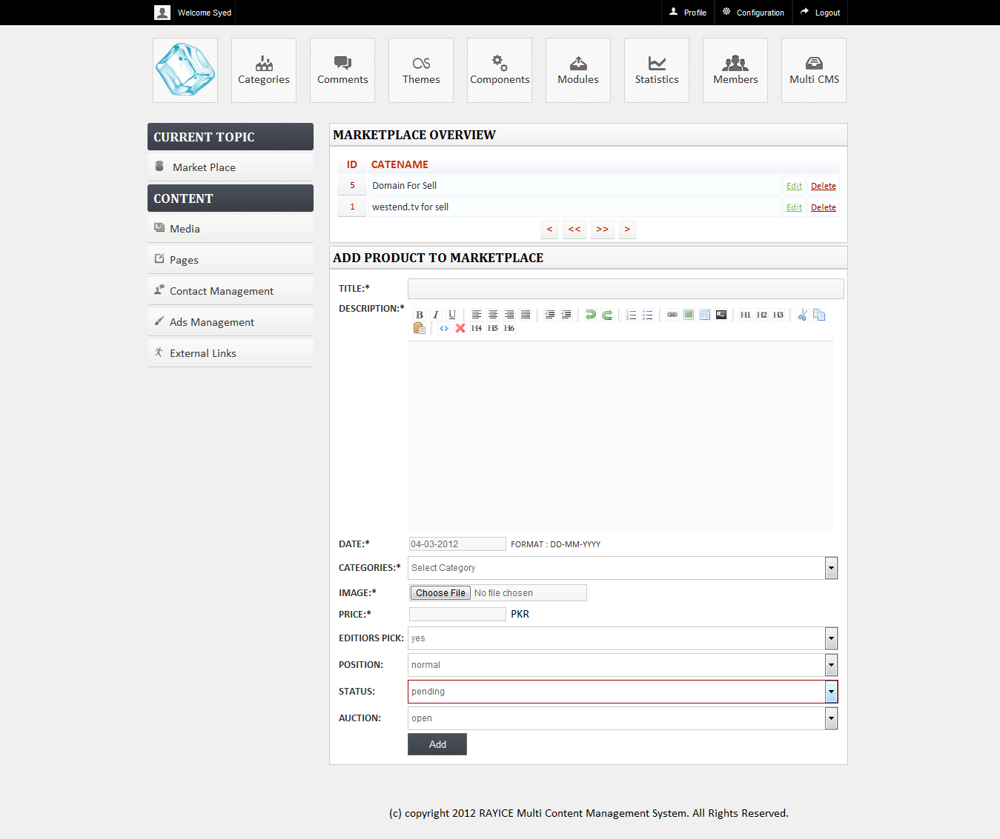 Welcome Syed
Profile
Configuration
Logout
Categories
Comments
Themes
Components
Modules
Statistics
Members
Multi CMS
CURRENT TOPIC
Market Place
CONTENT
Media
Pages
Contact Management
Ads Management
External Links
MARKETPLACE OVERVIEW
ID CATENAME
5 Domain For Sell Edit Delete
1 westend.tv for sell Edit Delete
< << >> >
ADD PRODUCT TO MARKETPLACE
TITLE:*
DESCRIPTION:*
B I U H1 H2 H3
H4 H5 H6
DATE:* 04-03-2012 FORMAT : DD-MM-YYYY
CATEGORIES:* Select Category
IMAGE:* Choose File No file chosen
PRICE:* PKR
EDITIORS PICK: yes
POSITION: normal
STATUS: pending
AUCTION: open
Add
(c) copyright 2012 RAYICE Multi Content Management System. All Rights Reserved.